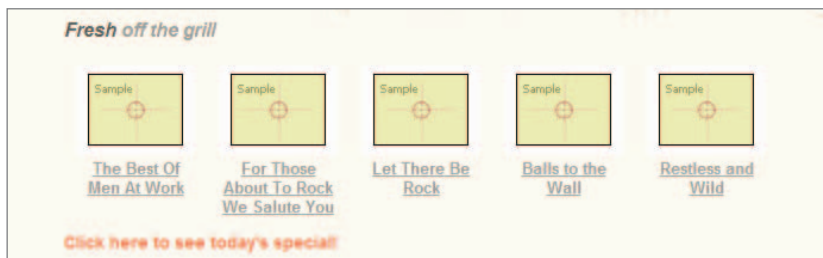 Fresh off the grill
Sample Sample Sample Sample Sample
The Best Of For Those Let There Be Balls to the Restless and
Men At Work About To Rock Rock Wall Wild
We Salute You
Click here to see today's special!